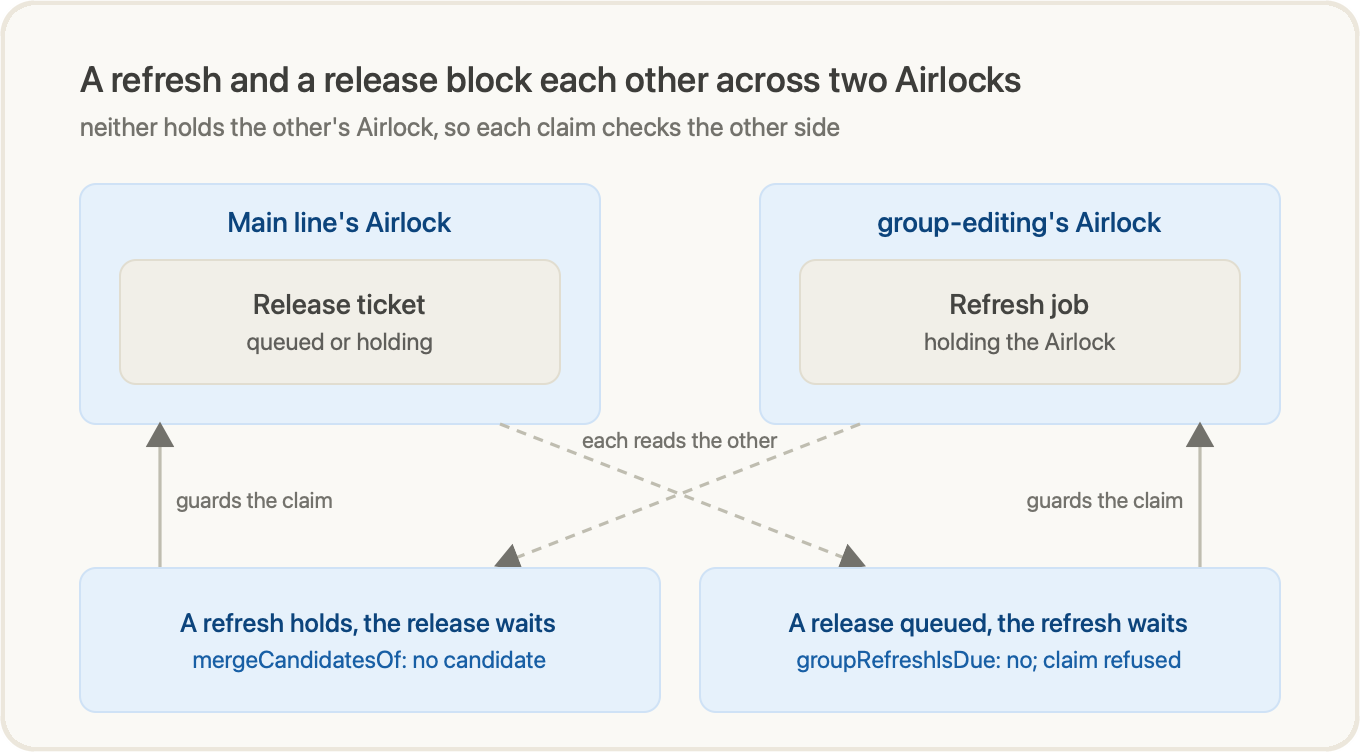 A refresh and a release block each other across two Airlocks
neither holds the other's Airlock, so each claim checks the other side
Main line's Airlock
group-editing's Airlock
Release ticket
queued or holding
Refresh job
holding the Airlock
each reads the other
guards the claim
guards the claim
A refresh holds, the release waits
mergeCandidatesOf: no candidate
A release queued, the refresh waits
groupRefreshIsDue: no; claim refused